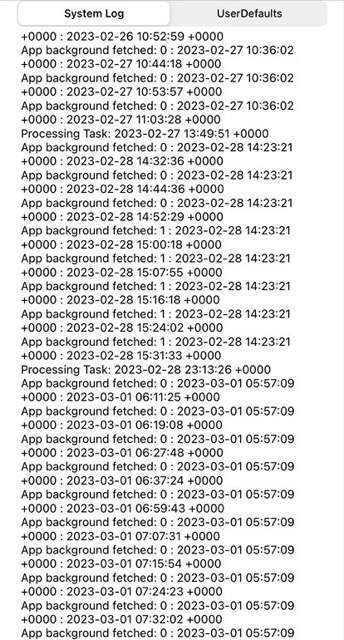 System Log
UserDefaults
+0000 : 2023-02-26 10:52:59 +0000
App background fetched: 0 : 2023-02-27 10:36:02
+0000 : 2023-02-27 10:44:18 +0000
App background fetched: 0 : 2023-02-27 10:36:02
+0000 : 2023-02-27 10:53:57 +0000
App background fetched: 0 : 2023-02-27 10:36:02
+0000 : 2023-02-27 11:03:28 +0000
Processing Task: 2023-02-27 13:49:51 +0000
App background fetched: 0 : 2023-02-28 14:23:21
+0000 : 2023-02-28 14:32:36 +0000
App background fetched: 0 : 2023-02-28 14:23:21
+0000 : 2023-02-28 14:44:36 +0000
App background fetched: 0 : 2023-02-28 14:23:21
+0000 : 2023-02-28 14:52:29 +0000
App background fetched: 1 : 2023-02-28 14:23:21
+0000 : 2023-02-28 15:00:18 +0000
App background fetched: 1 : 2023-02-28 14:23:21
+0000 : 2023-02-28 15:07:55 +0000
App background fetched: 1 : 2023-02-28 14:23:21
+0000 : 2023-02-28 15:16:18 +0000
App background fetched: 1 : 2023-02-28 14:23:21
+0000 : 2023-02-28 15:24:02 +0000
App background fetched: 1 : 2023-02-28 14:23:21
+0000 : 2023-02-28 15:31:33 +0000
Processing Task: 2023-02-28 23:13:26 +0000
App background fetched: 0 : 2023-03-01 05:57:09
+0000 : 2023-03-01 06:11:25 +0000
App background fetched: 0 : 2023-03-01 05:57:09
+0000 : 2023-03-01 06:19:08 +0000
App background fetched: 0 : 2023-03-01 05:57:09
+0000 : 2023-03-01 06:27:48 +0000
App background fetched: 0 : 2023-03-01 05:57:09
+0000 : 2023-03-01 06:37:24 +0000
App background fetched: 0 : 2023-03-01 05:57:09
+0000 : 2023-03-01 06:59:43 +0000
App background fetched: 0 : 2023-03-01 05:57:09
+0000 : 2023-03-01 07:07:31 +0000
App background fetched: 0 : 2023-03-01 05:57:09
+0000 : 2023-03-01 07:15:54 +0000
App background fetched: 0 : 2023-03-01 05:57:09
+0000 : 2023-03-01 07:24:23 +0000
App background fetched: 0 : 2023-03-01 05:57:09
+0000 : 2023-03-01 07:32:02 +0000
App background fetched: 0 : 2023-03-01 05:57:09